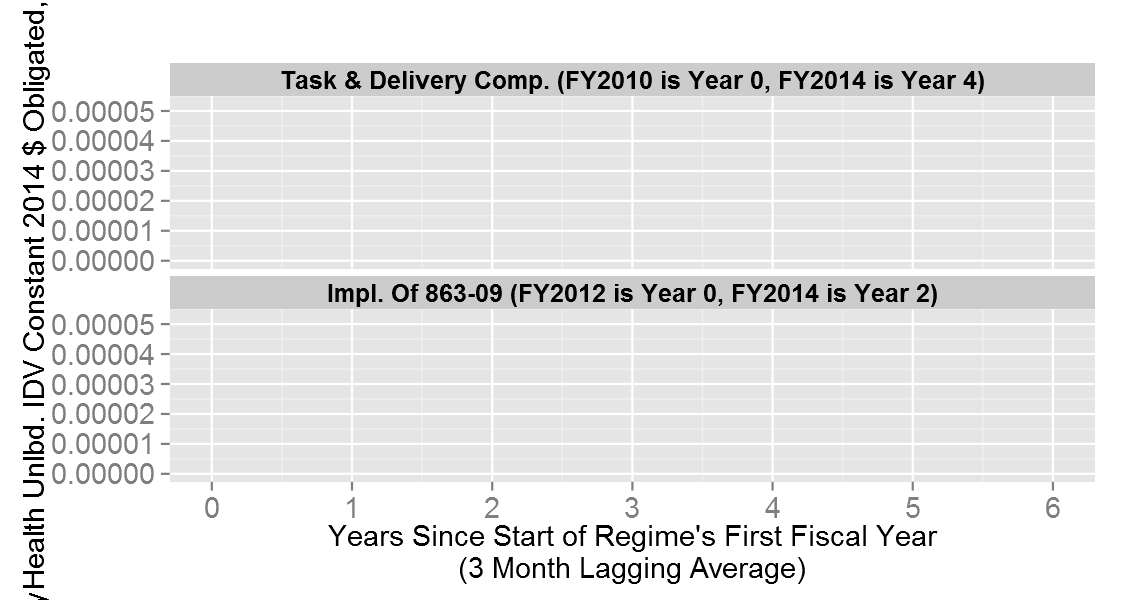 y Health Unlbd. IDV Constant 2014 $ Obligated,
Task & Delivery Comp. (FY2010 is Year 0, FY2014 is Year 4)
0.00005
0.00004
0.00003
0.00002
0.00001
0.00000
Impl. Of 863-09 (FY2012 is Year 0, FY2014 is Year 2)
0.00005
0.00004
0.00003
0.00002
0.00001
0.00000
0 1 2 3 4 5 6
Years Since Start of Regime's First Fiscal Year
(3 Month Lagging Average)